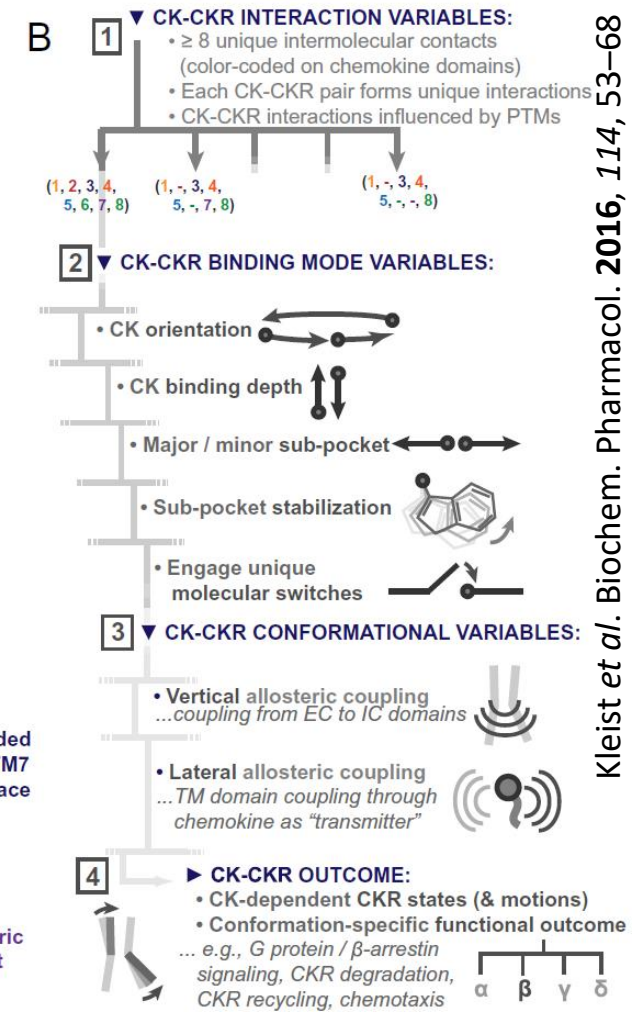 B
1
▼ CK-CKR INTERACTION VARIABLES:
• ≥ 8 unique intermolecular contacts
(color-coded on chemokine domains)
• Each CK-CKR pair forms unique interactions
• CK-CKR interactions influenced by PTMs
(1, 2, 3, 4,
5, 6, 7, 8)
(1, -, 3, 4,
5, -, 7, 8)
(1, -, 3, 4,
5, -, -, 8)
2
▼ CK-CKR BINDING MODE VARIABLES:
• CK orientation
• CK binding depth
• Major / minor sub-pocket
• Sub-pocket stabilization
• Engage unique
molecular switches
3
▼ CK-CKR CONFORMATIONAL VARIABLES:
• Vertical allosteric coupling
...coupling from EC to IC domains
• Lateral allosteric coupling
...TM domain coupling through
chemokine as “transmitter”
4
► CK-CKR OUTCOME:
• CK-dependent CKR states (& motions)
• Conformation-specific functional outcome
... e.g., G protein / β-arrestin
signaling, CKR degradation,
CKR recycling, chemotaxis
α β γ δ
ded
M7
ace
ric
t
Kleist et al. Biochem. Pharmacol. 2016, 114, 53–68